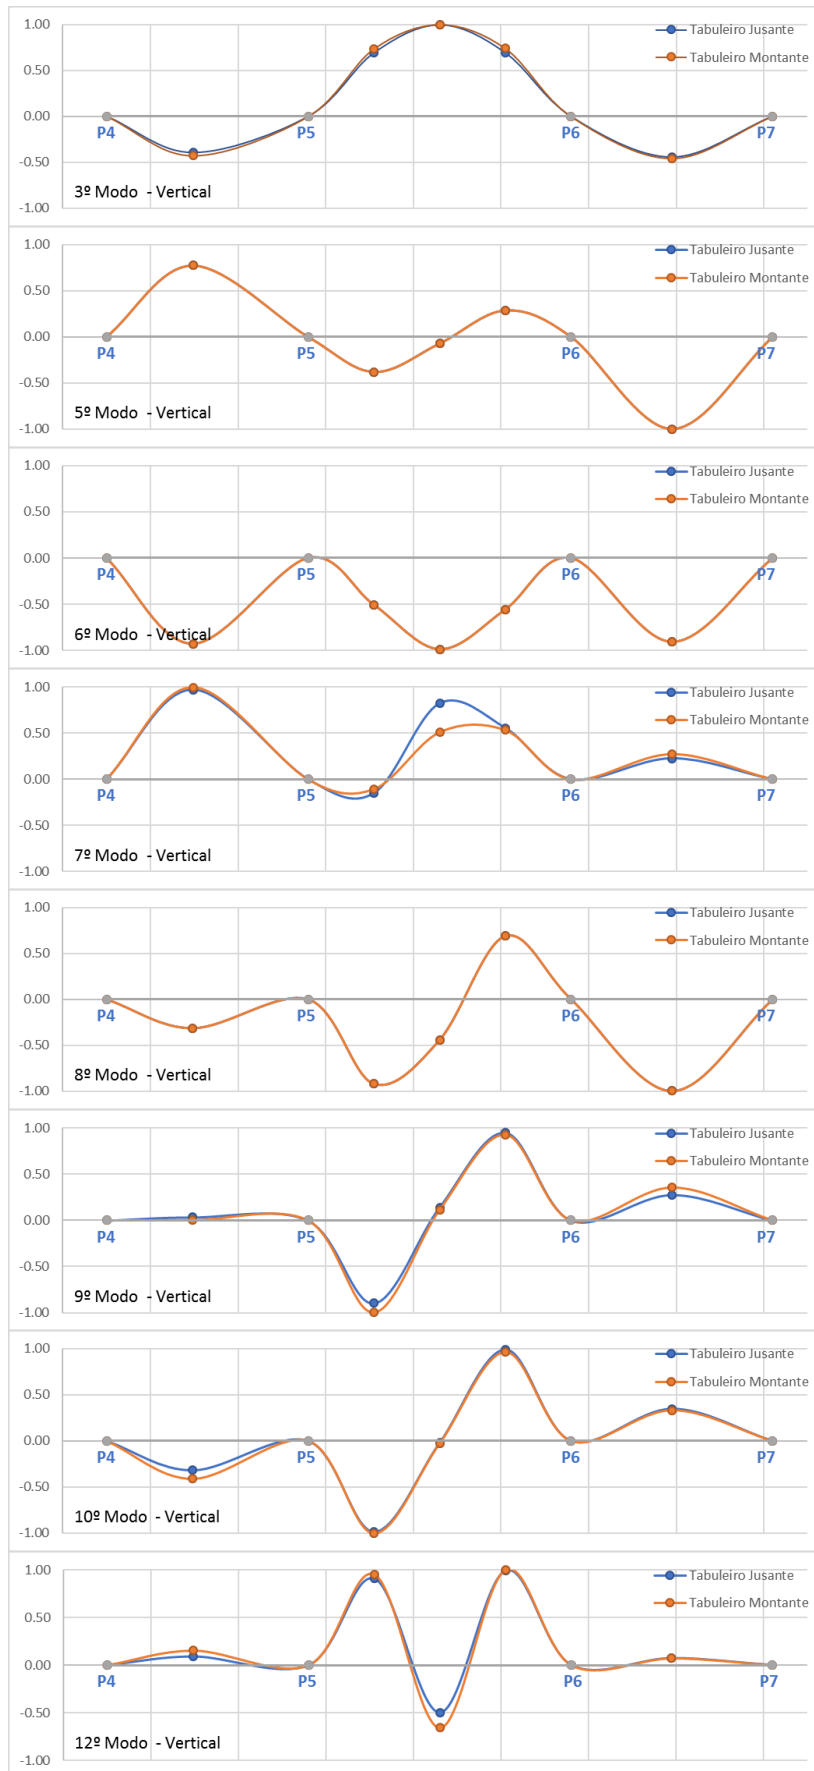 1.00
Tabuleiro Jusante
Tabuleiro Montante
0.50
0.00
P4 P5 P6 P7
-0.50
3º Modo - Vertical
-1.00
1.00
Tabuleiro Jusante
Tabuleiro Montante
0.50
0.00
P4 P5 P6 P7
-0.50
5º Modo - Vertical
-1.00
1.00
Tabuleiro Jusante
Tabuleiro Montante
0.50
0.00
P4 P5 P6 P7
-0.50
6º Modo - Vertical
-1.00
1.00
Tabuleiro Jusante
Tabuleiro Montante
0.50
0.00
P4 P5 P6 P7
-0.50
7º Modo - Vertical
-1.00
1.00
Tabuleiro Jusante
Tabuleiro Montante
0.50
0.00
P4 P5 P6 P7
-0.50
8º Modo - Vertical
-1.00
1.00
Tabuleiro Jusante
Tabuleiro Montante
0.50
0.00
P4 P5 P6 P7
-0.50
9º Modo - Vertical
-1.00
1.00
Tabuleiro Jusante
Tabuleiro Montante
0.50
0.00
P4 P5 P6 P7
-0.50
10º Modo - Vertical
-1.00
1.00
Tabuleiro Jusante
Tabuleiro Montante
0.50
0.00
P4 P5 P6 P7
-0.50
12º Modo - Vertical
-1.00